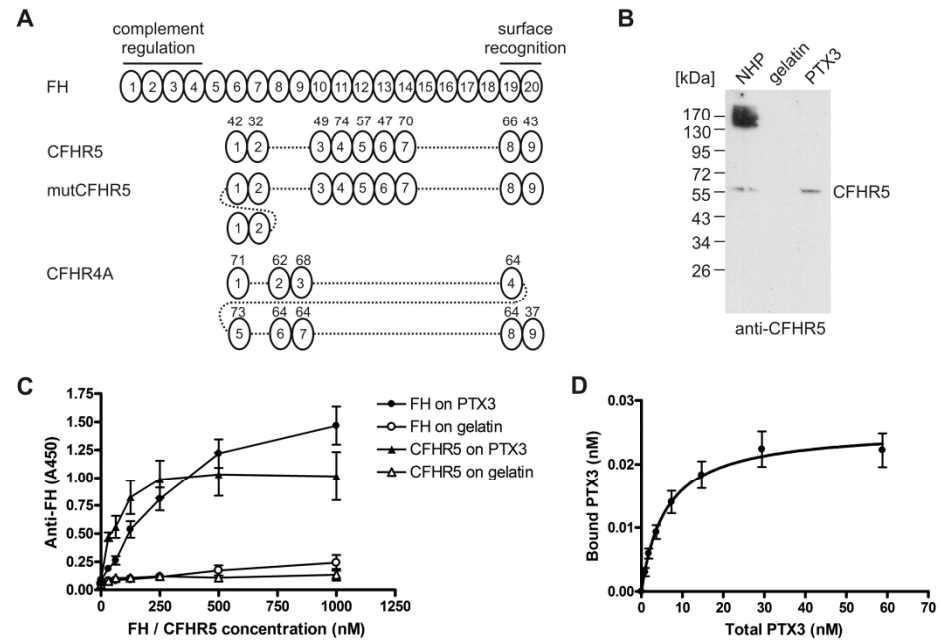 A
complement regulation
surface recognition
FH
1 2 3 4 5 6 7 8 9 10 11 12 13 14 15 16 17 18 19 20
42 32 49 74 57 47 70 66 43
CFHR5
1 2 3 4 5 6 7 8 9
mutCFHR5
1 2 3 4 5 6 7 8 9
1 2
71 62 68 64
CFHR4A
1 2 3 4
73 64 64 64 37
5 6 7 8 9
B
[kDa]
NHP gelatin PTX3
170
130
95
72
55
43
34
26
CFHR5
anti-CFHR5
C
Anti-FH (A450)
1.75
1.50
1.25
1.00
0.75
0.50
0.25
0.00
0 250 500 750 1000 1250
FH / CFHR5 concentration (nM)
FH on PTX3
FH on gelatin
CFHR5 on PTX3
CFHR5 on gelatin
D
Bound PTX3 (nM)
0.03
0.02
0.01
0.00
0 10 20 30 40 50 60 70
Total PTX3 (nM)